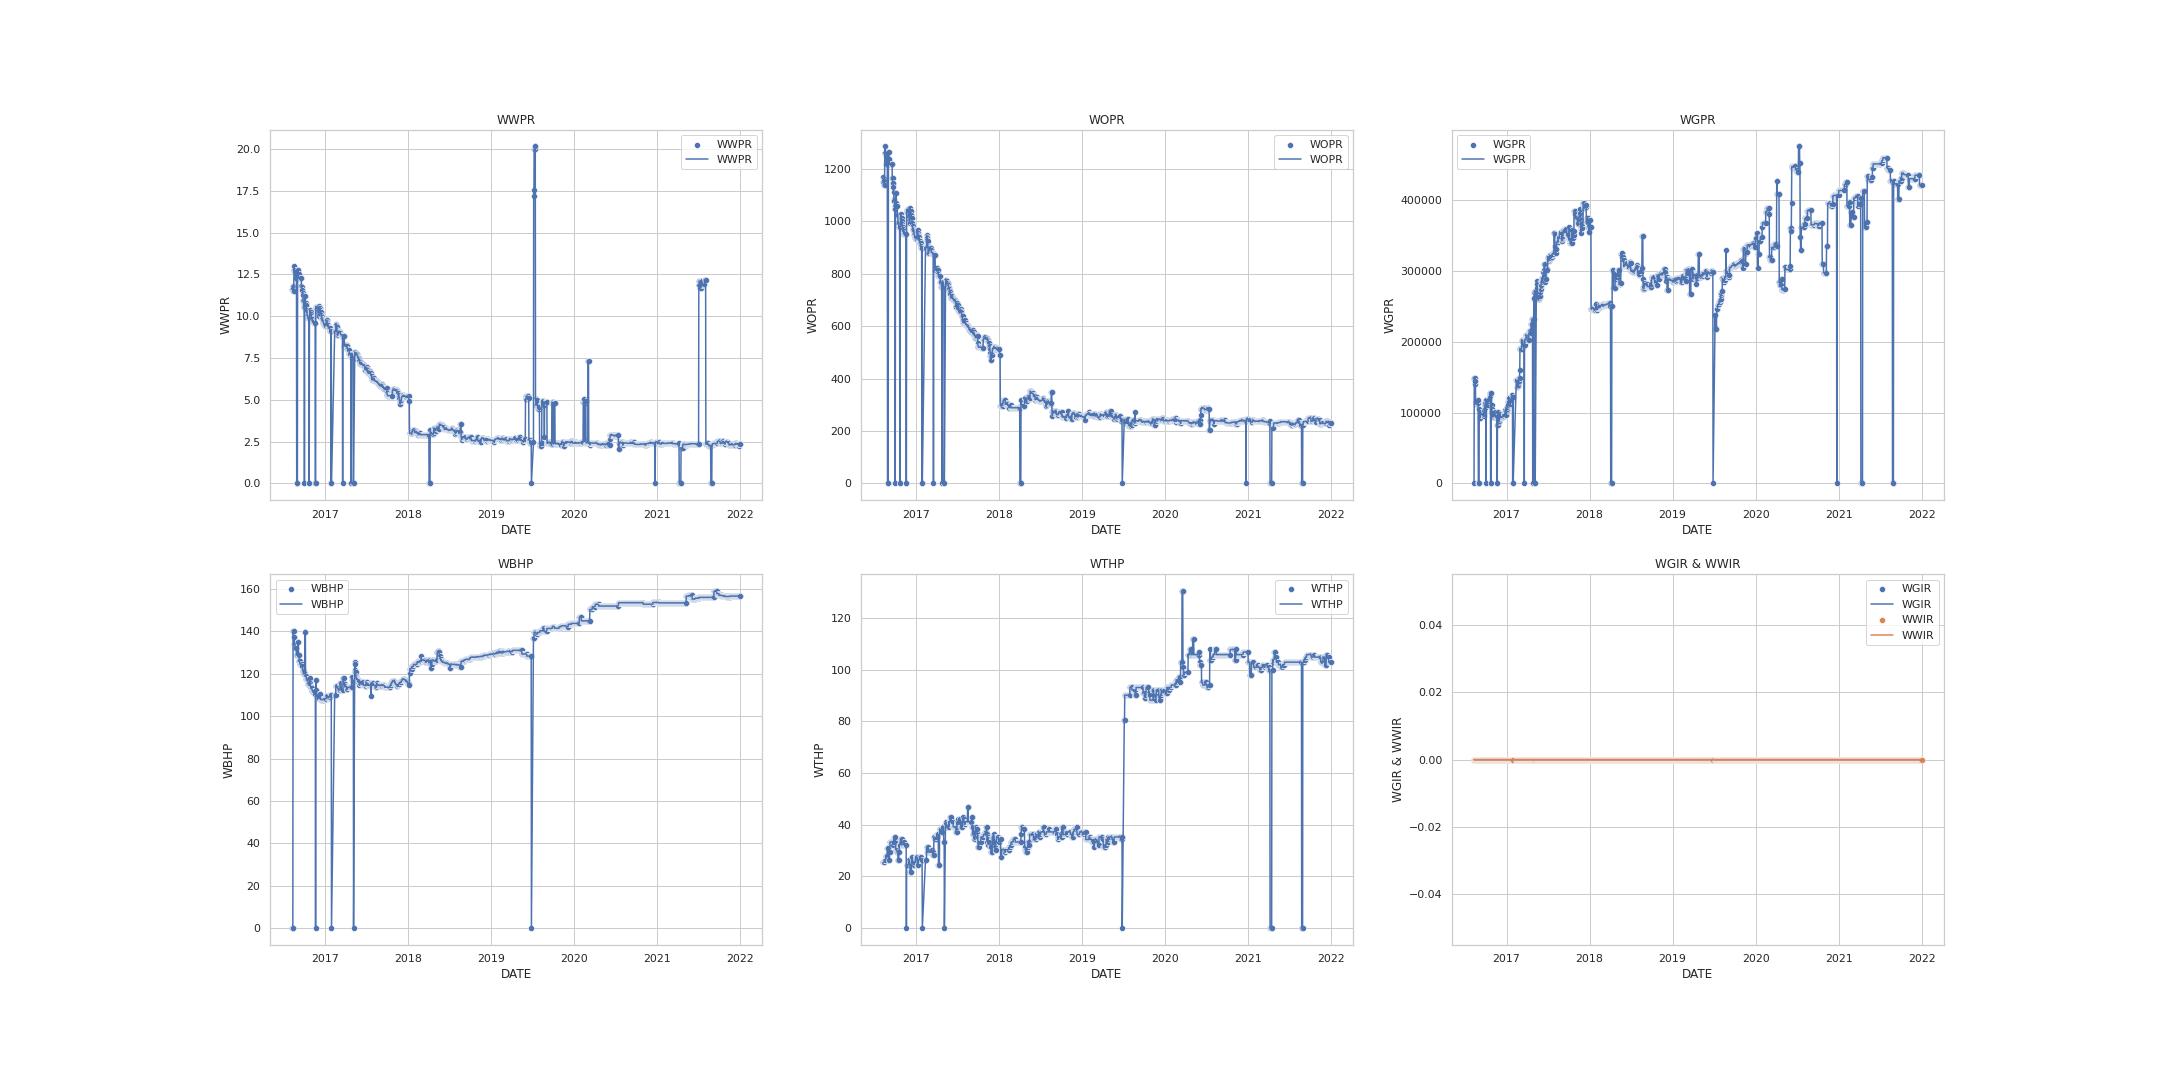 WWPR
WWPR
WWPR
20.0
17.5
15.0
12.5
10.0
7.5
5.0
2.5
0.0
WWPR
2017 2018 2019 2020 2021 2022
DATE
WOPR
WOPR
WOPR
1200
1000
800
600
400
200
0
WOPR
2017 2018 2019 2020 2021 2022
DATE
WGPR
WGPR
WGPR
400000
300000
200000
100000
0
WGPR
2017 2018 2019 2020 2021 2022
DATE
WBHP
WBHP
WBHP
160
140
120
100
80
60
40
20
0
WBHP
2017 2018 2019 2020 2021 2022
DATE
WTHP
WTHP
WTHP
120
100
80
60
40
20
0
WTHP
2017 2018 2019 2020 2021 2022
DATE
WGIR & WWIR
WGIR
WGIR
WWIR
WWIR
0.04
0.02
0.00
−0.02
−0.04
WGIR & WWIR
2017 2018 2019 2020 2021 2022
DATE